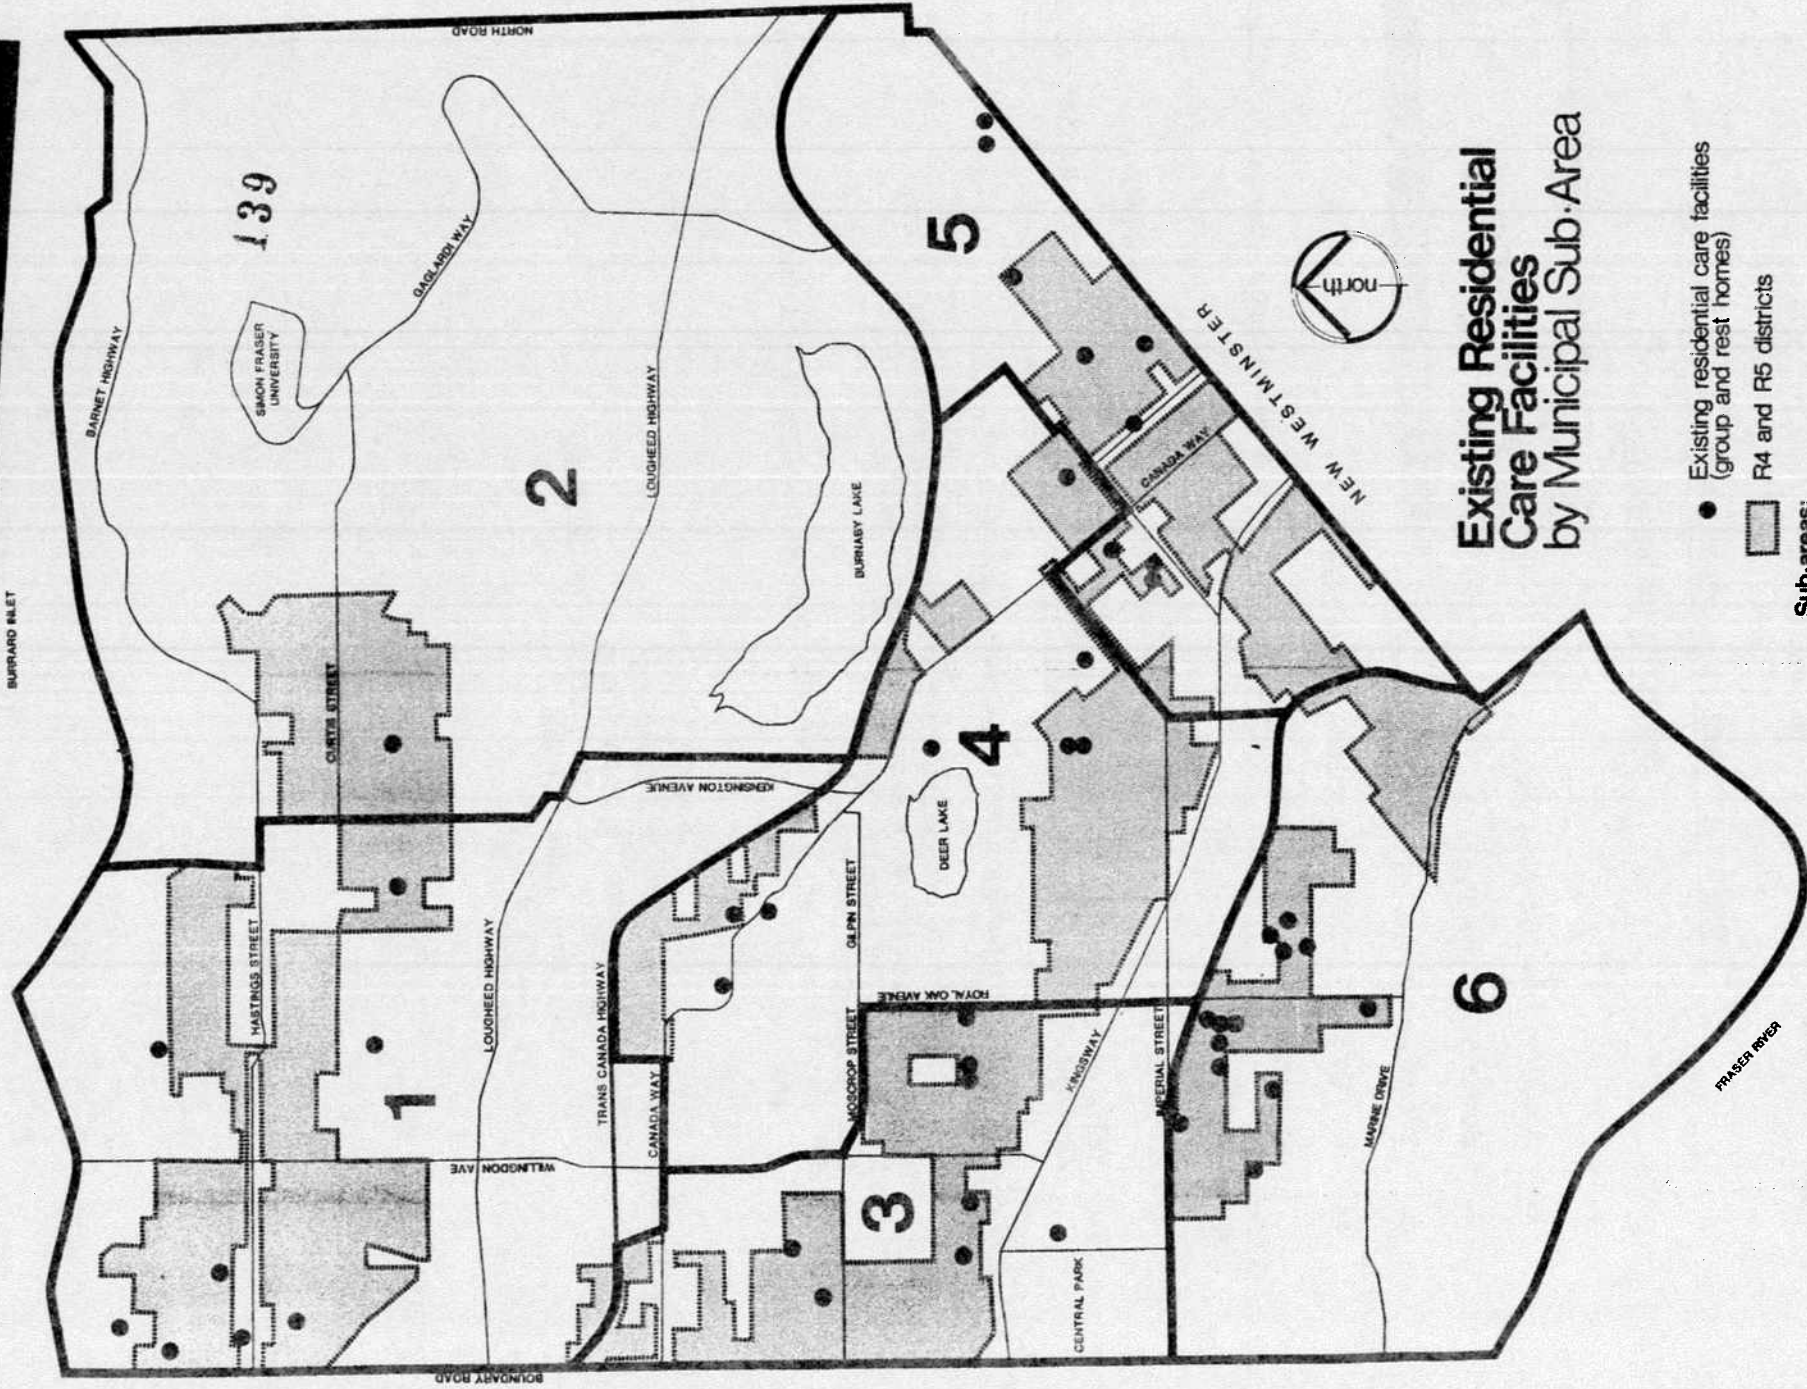 BURRARD INLET
NORTH ROAD
139
BARNET HIGHWAY
SIMON FRASER
UNIVERSITY
GAGLARDI WAY
2
LOUGHEED HIGHWAY
CURTIS STREET
BURNABY LAKE
5
CANADA WAY
NEW WESTMINSTER
north
HASTINGS STREET
1
LOUGHEED HIGHWAY
WILLINGDON AVE
BOUNDARY ROAD
TRANS CANADA HIGHWAY
CANADA WAY
KENSINGTON AVENUE
GILPIN STREET
DEER LAKE
4
ROYAL OAK AVENUE
MOSCROP STREET
3
KINGSWAY
IMPERIAL STREET
CENTRAL PARK
6
MARINE DRIVE
FRASER RIVER
Existing Residential
Care Facilities
by Municipal Sub·Area
Existing residential care facilities
(group and rest homes)
R4 and R5 districts
Sub·areas: